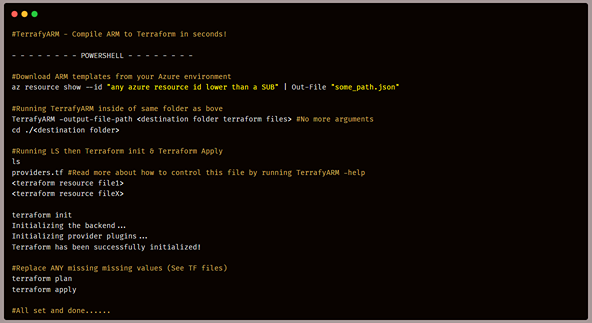 #TerrafyARM - Compile ARM to Terraform in seconds!
- - - - - - - - POWERSHELL - - - - - - - -
#Download ARM templates from your Azure environment
az resource show --id "any azure resource id lower than a SUB" | Out-File "some_path.json"
#Running TerrafyARM inside of same folder as bove
TerrafyARM -output-file-path <destination folder terraform files> #No more arguments
cd ./<destination folder>
#Running LS then Terraform init & Terraform Apply
ls
providers.tf #Read more about how to control this file by running TerrafyARM -help
<terraform resource file1>
<terraform resource fileX>
terraform init
Initializing the backend...
Initializing provider plugins...
Terraform has been successfully initialized!
#Replace ANY missing missing values (See TF files)
terraform plan
terraform apply
#All set and done......